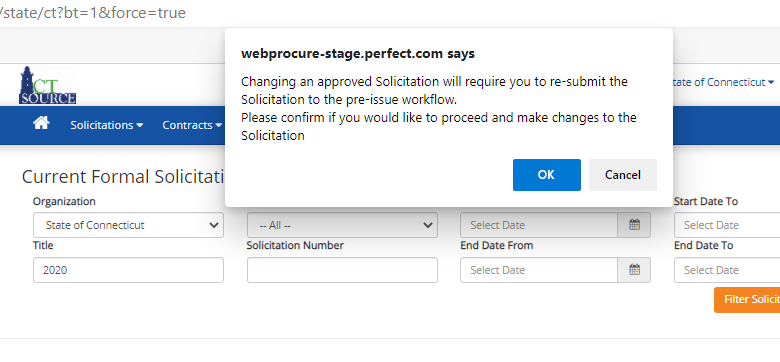 /state/ct?bt=1&force=true
webprocure-stage.perfect.com says
Changing an approved Solicitation will require you to re-submit the
Solicitation to the pre-issue workflow.
Please confirm if you would like to proceed and make changes to the
Solicitation
OK Cancel
CT
SOURCE
tate of Connecticut
Solicitations Contracts
Current Formal Solicitati
Organization Start Date To
State of Connecticut -- All -- Select Date Select Date
Title Solicitation Number End Date From End Date To
2020 Select Date Select Date
Filter Solicit